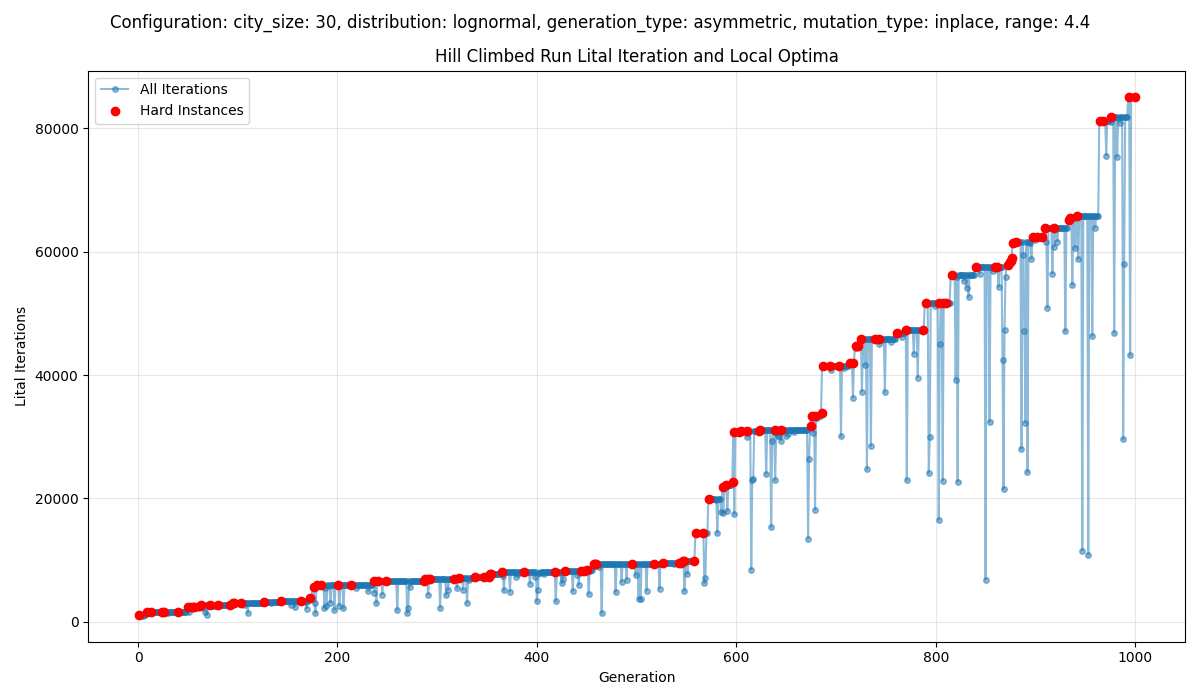 Configuration: city_size: 30, distribution: lognormal, generation_type: asymmetric, mutation_type: inplace, range: 4.4
Hill Climbed Run Lital Iteration and Local Optima
All Iterations
Hard Instances
Lital Iterations
80000
60000
40000
20000
0
0 200 400 600 800 1000
Generation